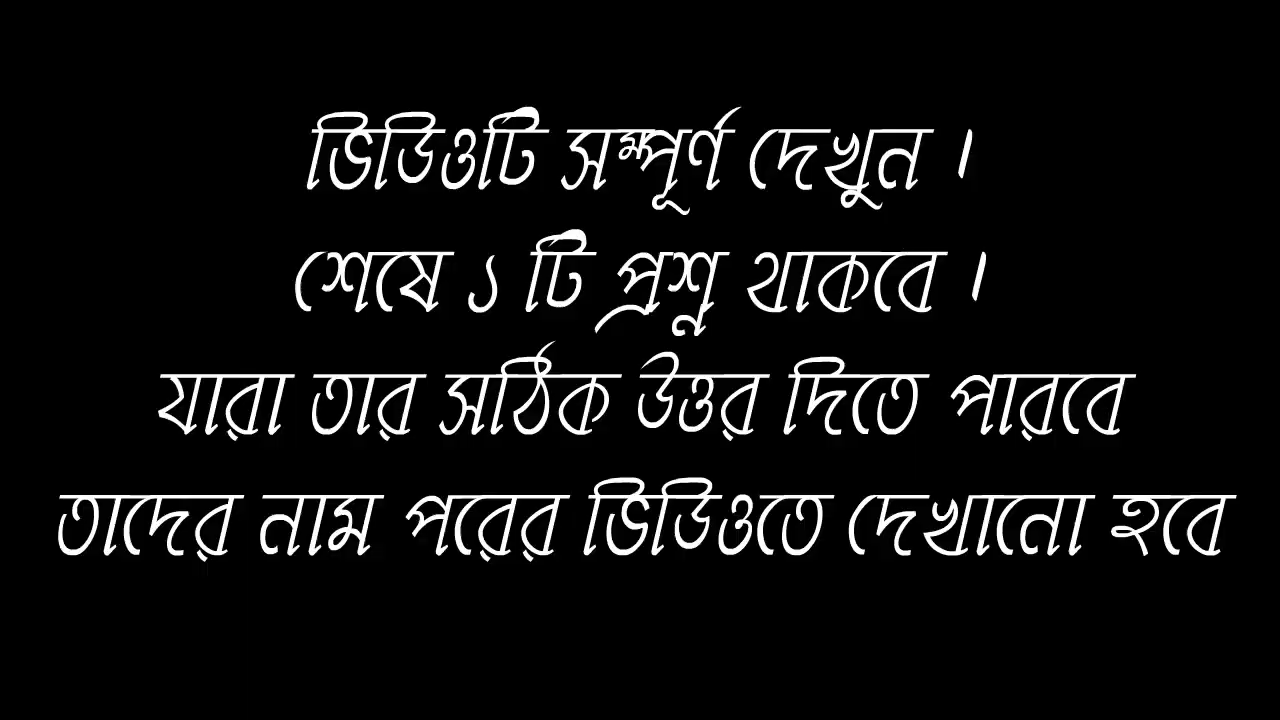 ভিডিওটি সম্পূর্ণ দেখুন ।
শেষে ১ টি প্রশ্ন থাকবে ।
যারা তার সঠিক উত্তর দিতে পারবে
তাদের নাম পরের ভিডিওতে দেখানো হবে